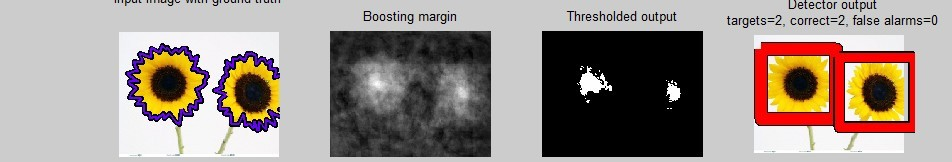 Input image with ground truth
Boosting margin
Thresholded output
Detector output
targets=2, correct=2, false alarms=0